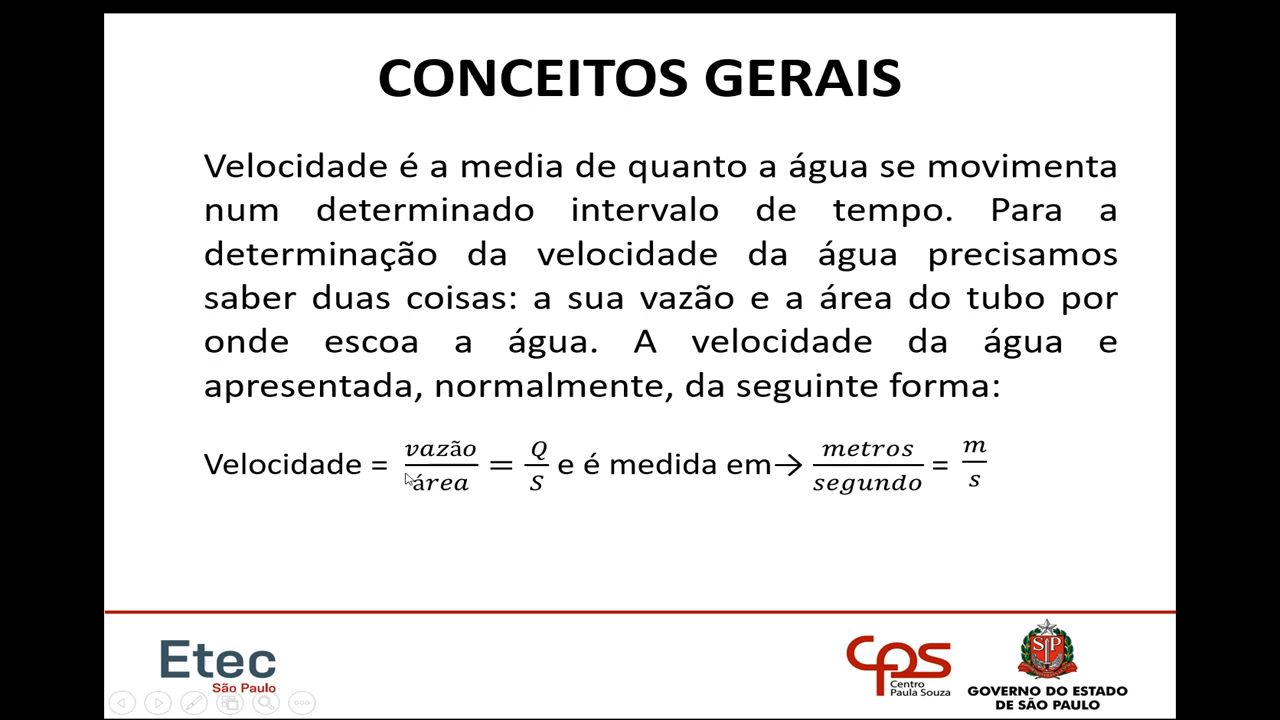 CONCEITOS GERAIS
Velocidade é a media de quanto a água se movimenta
num determinado intervalo de tempo. Para a
determinação da velocidade da água precisamos
saber duas coisas: a sua vazão e a área do tubo por
onde escoa a água. A velocidade da água e
apresentada, normalmente, da seguinte forma:
Velocidade = vazão/área = Q/S e é medida em→ metros/segundo = m/s
Etec
São Paulo
cps
Centro
Paula Souza
SP
GOVERNO DO ESTADO
DE SÃO PAULO